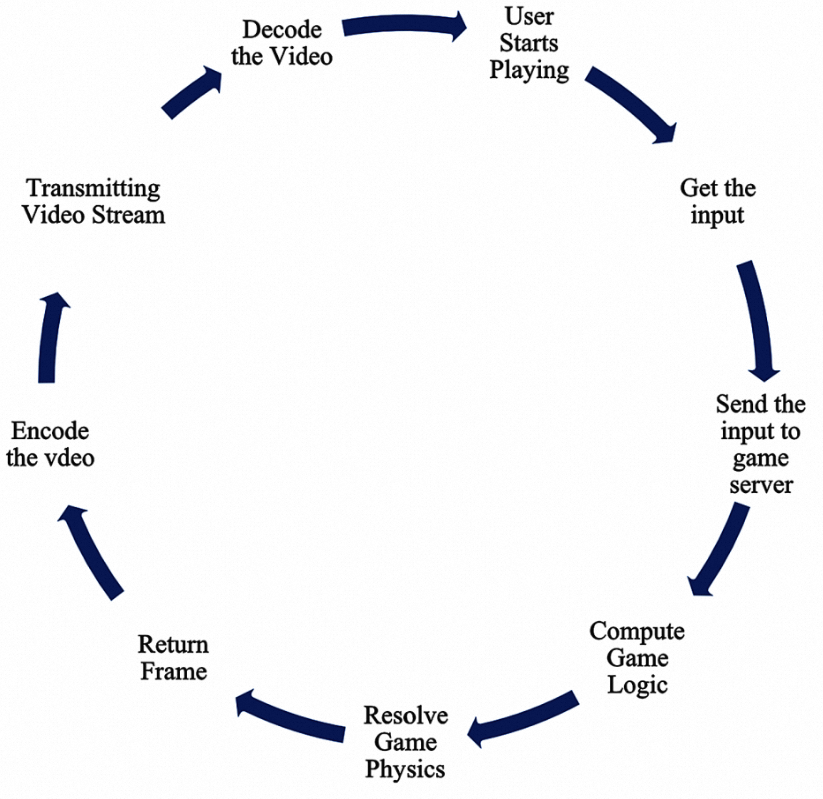 User
Starts
Playing
Get the
input
Send the
input to
game
server
Compute
Game
Logic
Resolve
Game
Physics
Return
Frame
Encode
the vdeo
Transmitting
Video Stream
Decode
the Video